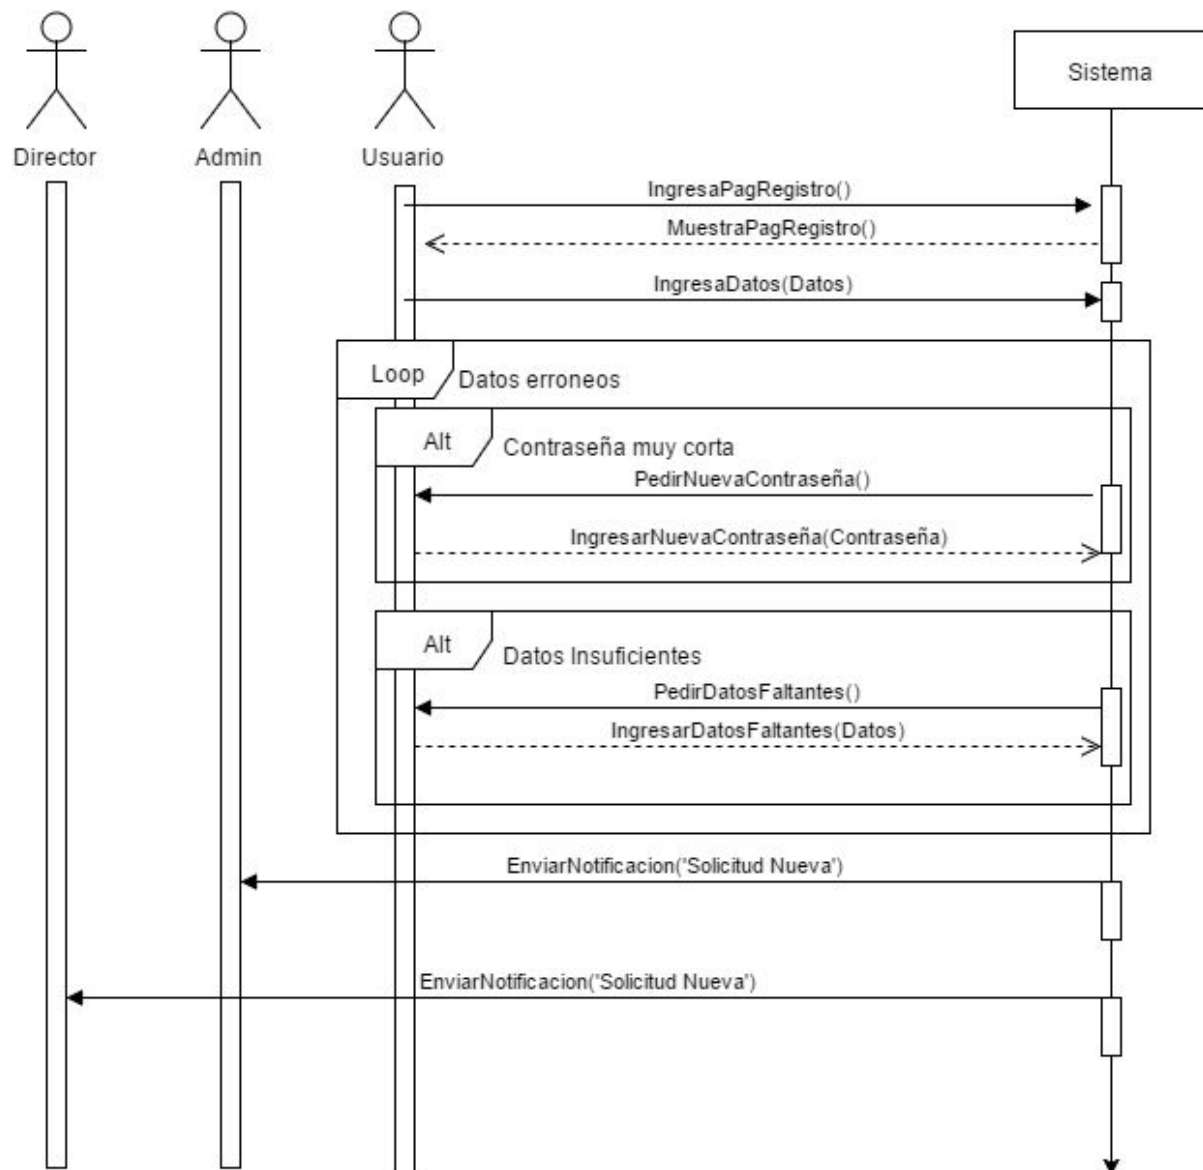 Sistema
Director
Admin
Usuario
IngresaPagRegistro()
MuestraPagRegistro()
IngresaDatos(Datos)
Loop
Datos erroneos
Alt
Contraseña muy corta
PedirNuevaContraseña()
IngresarNuevaContraseña(Contraseña)
Alt
Datos Insuficientes
PedirDatosFaltantes()
IngresarDatosFaltantes(Datos)
EnviarNotificacion("Solicitud Nueva")
EnviarNotificacion("Solicitud Nueva")